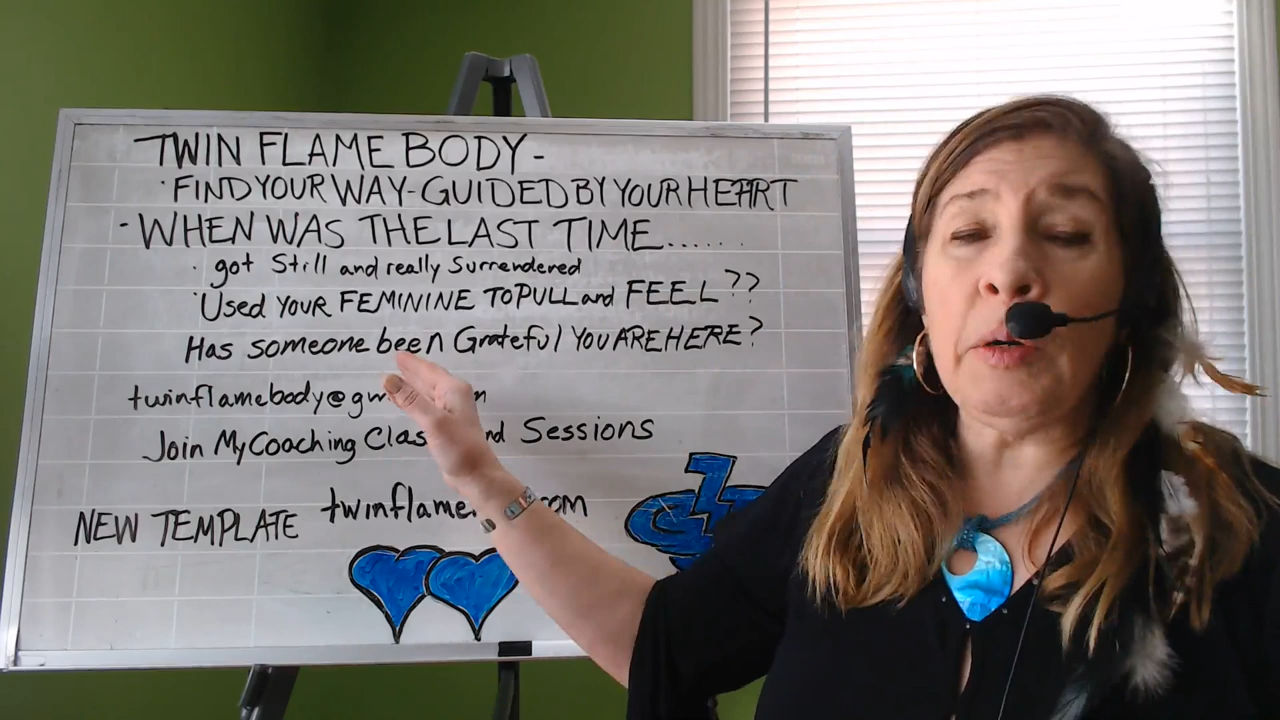 TWIN FLAME BODY-
· FIND YOUR WAY-GUIDED BY YOUR HEART
- WHEN WAS THE LAST TIME......
· got Still and really Surrendered
· Used YOUR FEMININE TO PULL and FEEL??
Has someone been Grateful YOU ARE HERE?
twinflamebody@
Join My Coaching and Sessions
NEW TEMPLATE